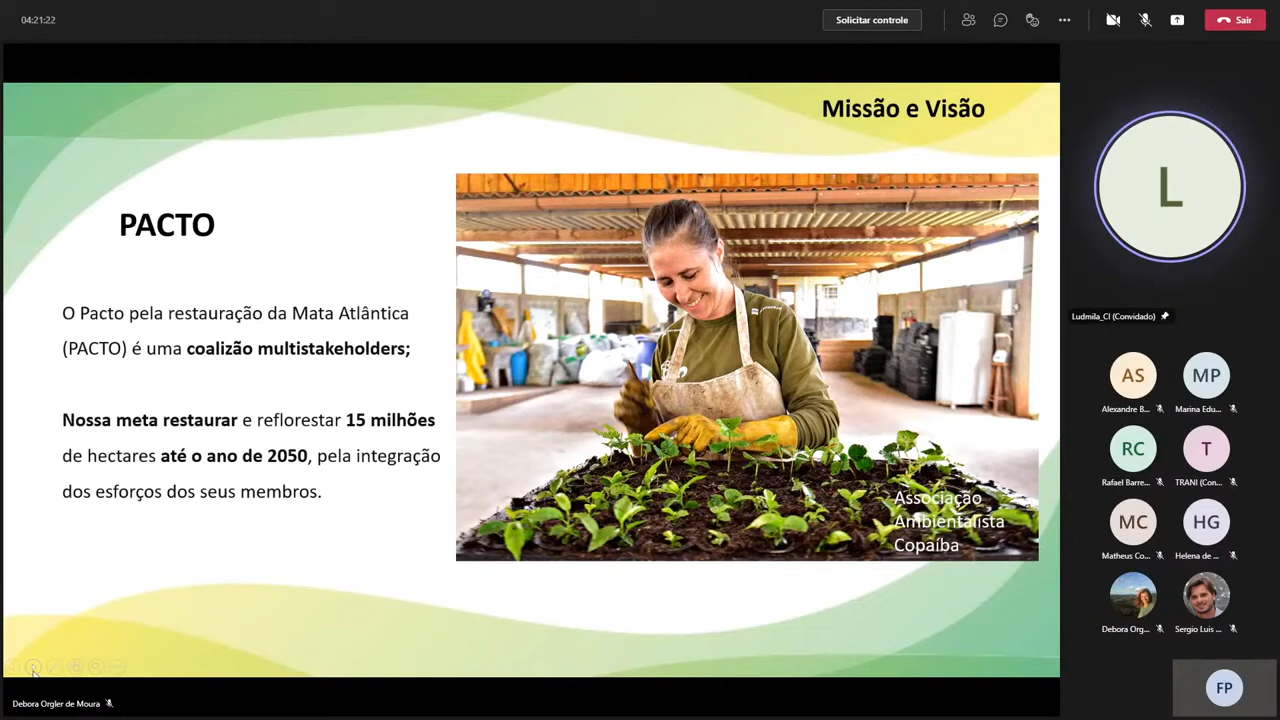 04:21:22
Solicitar controle
Sair
Missão e Visão
PACTO
O Pacto pela restauração da Mata Atlântica
(PACTO) é uma coalizão multistakeholders;
Nossa meta restaurar e reflorestar 15 milhões
de hectares até o ano de 2050, pela integração
dos esforços dos seus membros.
Associação
Ambientalista
Copaíba
L
Ludmila_CI (Convidado)
AS
MP
Alexandre B...
Marina Edu...
RC
T
Rafael Barre...
TRANI (Con...
MC
HG
Matheus Co...
Helena de ...
Debora Org...
Sergio Luis ...
FP
Debora Orgler de Moura